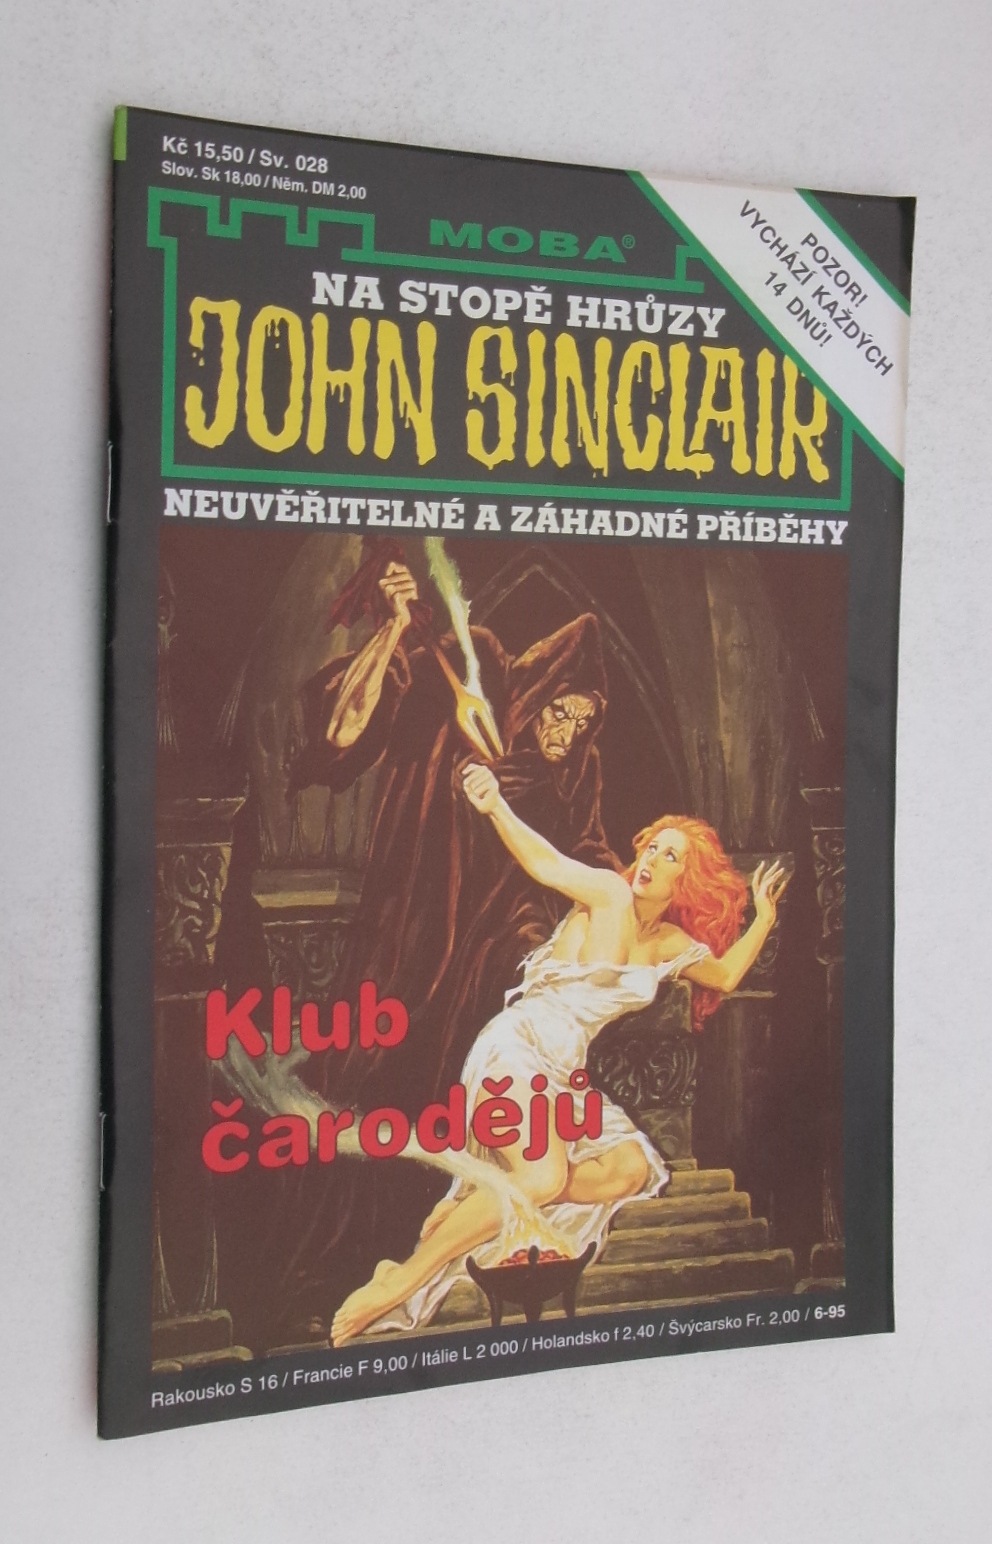 Kč 15,50 / Sv. 028
Slov. Sk 18,00 / Něm. DM 2,00
MOBA®
POZOR!
VYCHÁZÍ KAŽDÝCH
14 DNŮ!
NA STOPĚ HRŮZY
JOHN SINCLAIR
NEUVĚŘITELNÉ A ZÁHADNÉ PŘÍBĚHY
Klub
čarodějů
Rakousko S 16 / Francie F 9,00 / Itálie L 2 000 / Holandsko f 2,40 / Švýcarsko Fr. 2,00 / 6-95